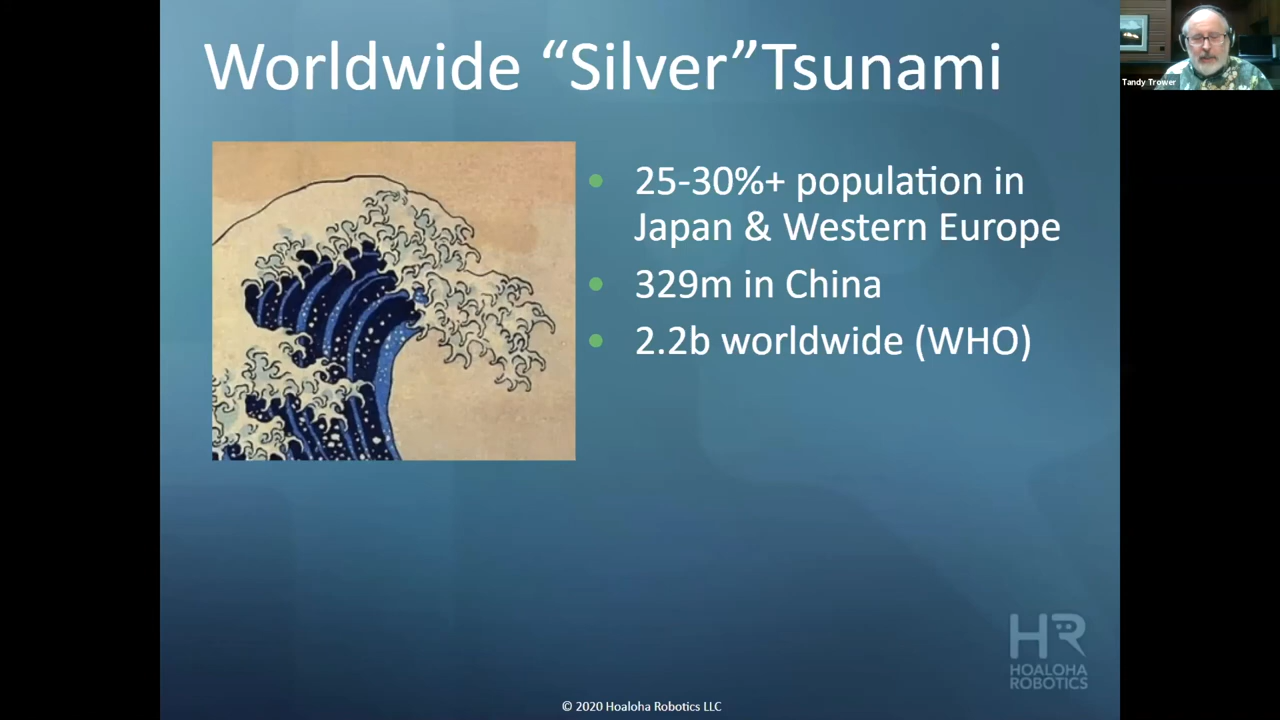 Worldwide “Silver”Tsunami
Tandy Trower
25-30%+ population in
Japan & Western Europe
329m in China
2.2b worldwide (WHO)
HR
HOALOHA
ROBOTICS
© 2020 Hoaloha Robotics LLC